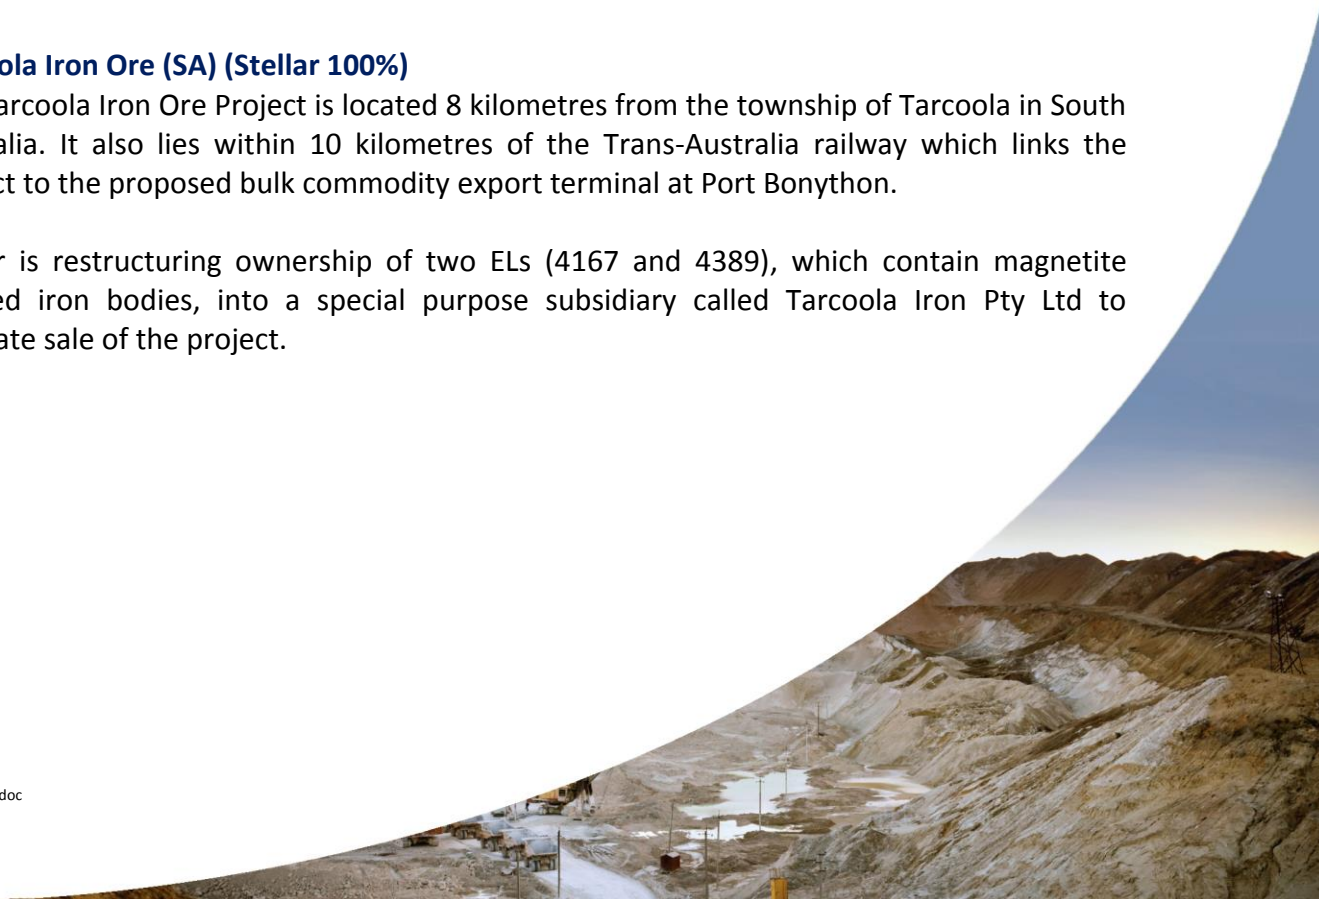 ola Iron Ore (SA) (Stellar 100%)
arcoola Iron Ore Project is located 8 kilometres from the township of Tarcoola in South
alia. It also lies within 10 kilometres of the Trans-Australia railway which links the
ct to the proposed bulk commodity export terminal at Port Bonython.
r is restructuring ownership of two ELs (4167 and 4389), which contain magnetite
ed iron bodies, into a special purpose subsidiary called Tarcoola Iron Pty Ltd to
ate sale of the project.
doc